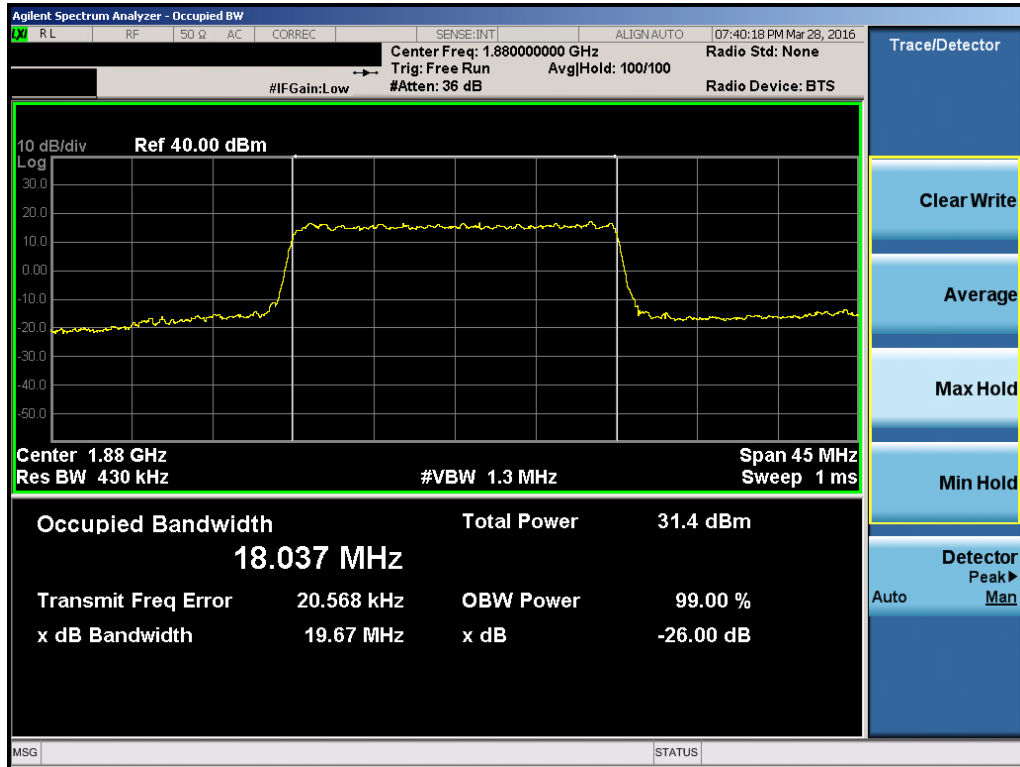 Agilent Spectrum Analyzer - Occupied BW
LXI RL RF 50 Ω AC CORREC SENSE:INT ALIGN AUTO 07:40:18 PM Mar 28, 2016
Center Freq: 1.880000000 GHz Radio Std: None
Trig: Free Run Avg|Hold: 100/100
#IFGain:Low #Atten: 36 dB Radio Device: BTS
10 dB/div Ref 40.00 dBm
Log
30.0
20.0
10.0
0.00
-10.0
-20.0
-30.0
-40.0
-50.0
Center 1.88 GHz Span 45 MHz
Res BW 430 kHz #VBW 1.3 MHz Sweep 1 ms
Occupied Bandwidth Total Power 31.4 dBm
18.037 MHz
Transmit Freq Error 20.568 kHz OBW Power 99.00 %
x dB Bandwidth 19.67 MHz x dB -26.00 dB
MSG STATUS
Trace/Detector
Clear Write
Average
Max Hold
Min Hold
Detector
Peak▶
Auto Man